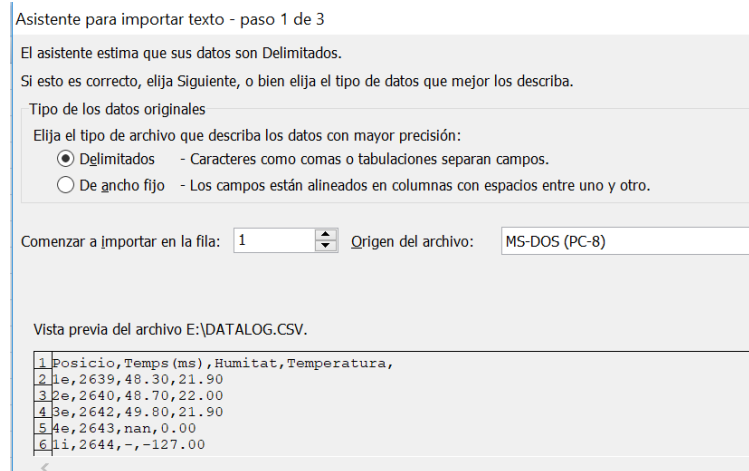 Asistente para importar texto - paso 1 de 3
El asistente estima que sus datos son Delimitados.
Si esto es correcto, elija Siguiente, o bien elija el tipo de datos que mejor los describa.
Tipo de los datos originales
Elija el tipo de archivo que describa los datos con mayor precisión:
Delimitados - Caracteres como comas o tabulaciones separan campos.
De ancho fijo - Los campos están alineados en columnas con espacios entre uno y otro.
Comenzar a importar en la fila: 1 Origen del archivo: MS-DOS (PC-8)
Vista previa del archivo E:\DATALOG.CSV.
1 Posicio,Temps(ms),Humitat,Temperatura,
2 1e,2639,48.30,21.90
3 2e,2640,48.70,22.00
4 3e,2642,49.80,21.90
5 4e,2643,nan,0.00
6 1i,2644,-,-127.00